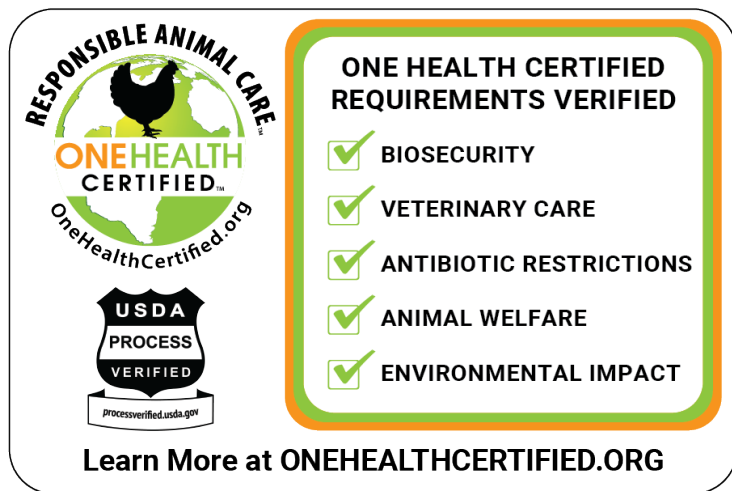 RESPONSIBLE ANIMAL CARE™
ONEHEALTH
CERTIFIED™
OneHealthCertified.org
USDA
PROCESS
VERIFIED
processverified.usda.gov
ONE HEALTH CERTIFIED
REQUIREMENTS VERIFIED
BIOSECURITY
VETERINARY CARE
ANTIBIOTIC RESTRICTIONS
ANIMAL WELFARE
ENVIRONMENTAL IMPACT
Learn More at ONEHEALTHCERTIFIED.ORG